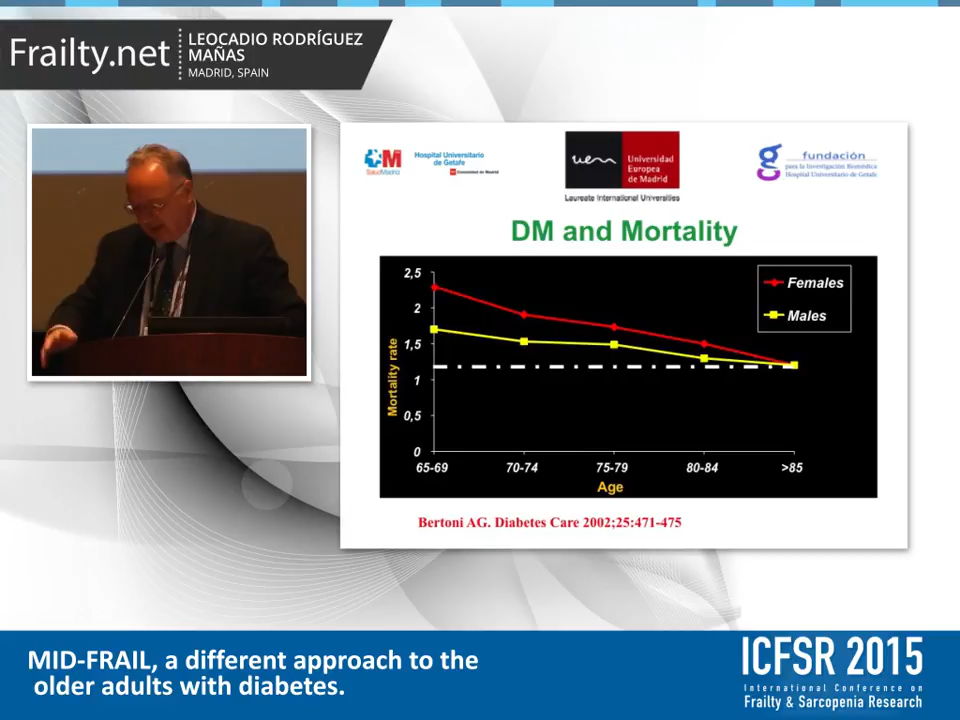 Frailty.net
LEOCADIO RODRÍGUEZ
MAÑAS
MADRID, SPAIN
SaludMadrid
Hospital Universitario
de Getafe
Comunidad de Madrid
uem
Universidad
Europea
de Madrid
Laureate International Universities
fundación
para la Investigación Biomédica
Hospital Universitario de Getafe
DM and Mortality
2,5
2
1,5
1
0,5
0
Mortality rate
Females
Males
65-69
70-74
75-79
80-84
>85
Age
Bertoni AG. Diabetes Care 2002;25:471-475
MID-FRAIL, a different approach to the
older adults with diabetes.
ICFSR 2015
International Conference on
Frailty & Sarcopenia Research